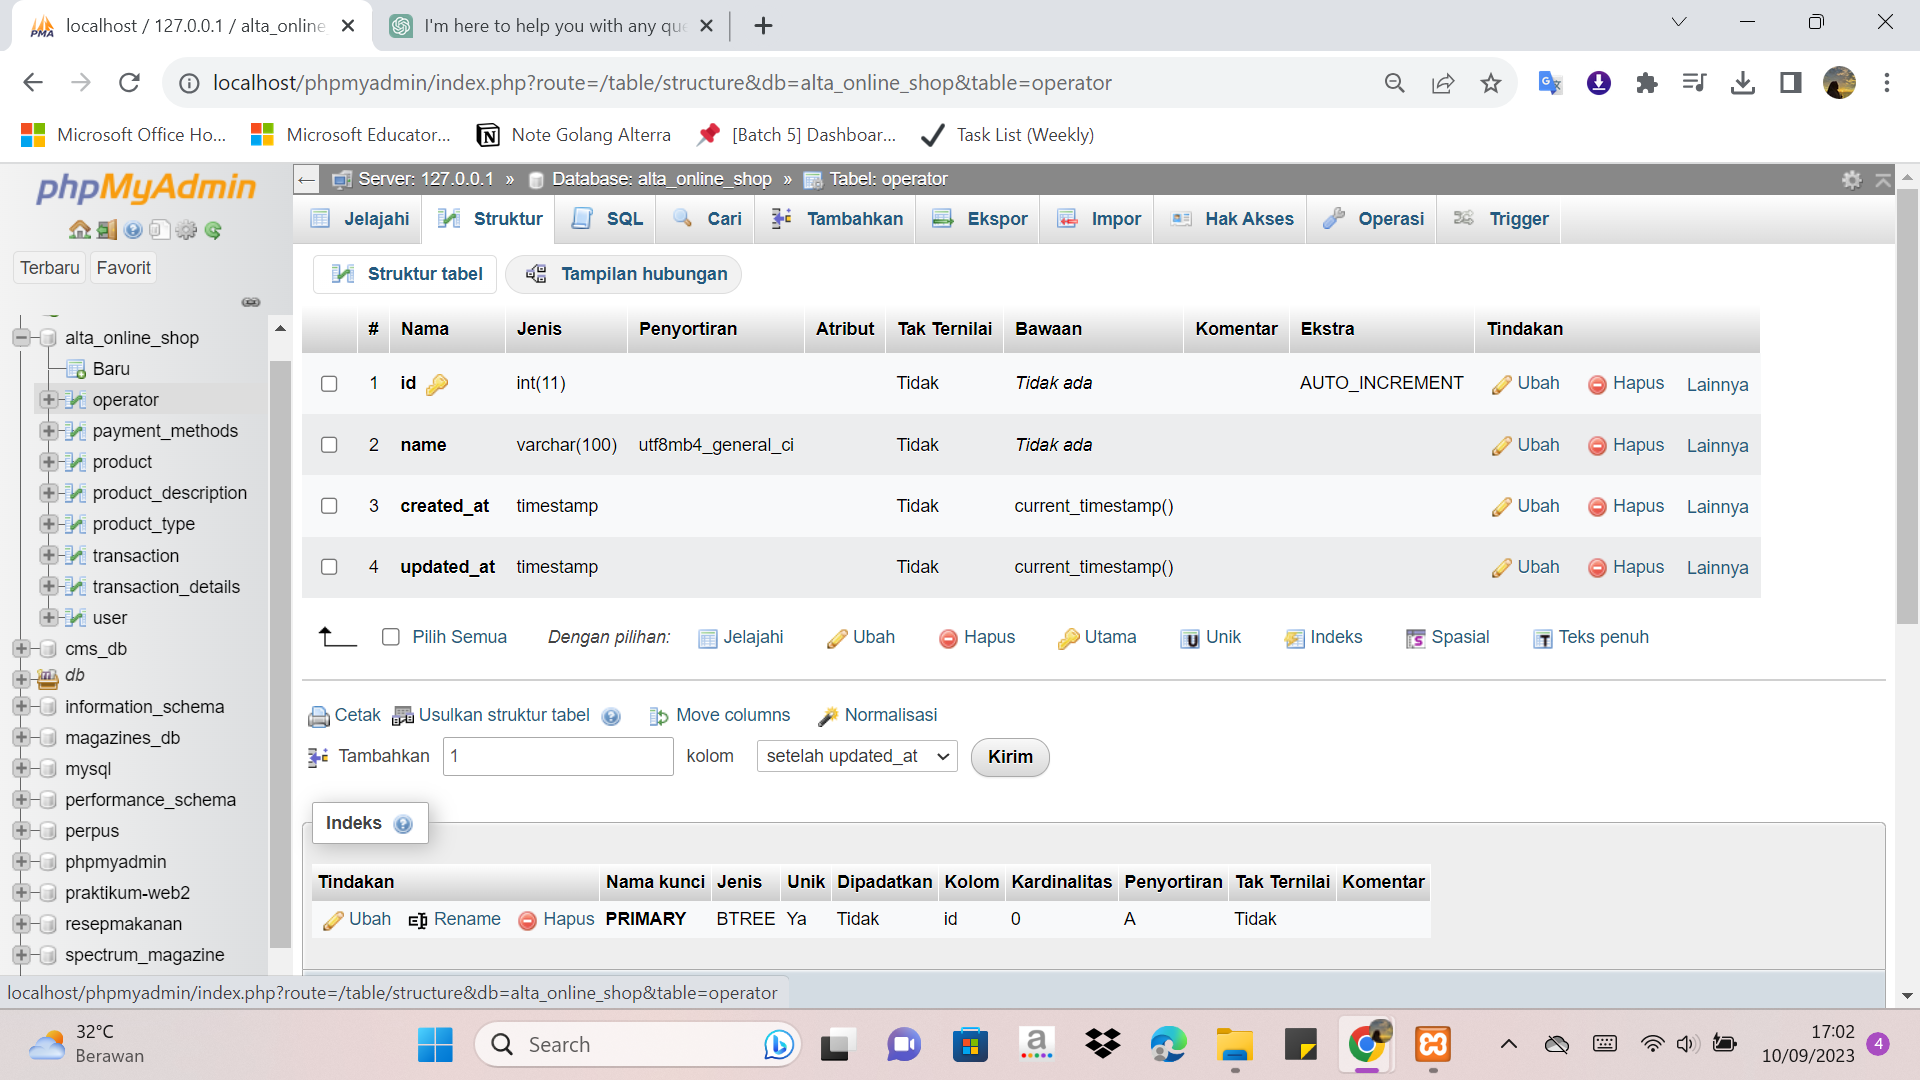 localhost / 127.0.0.1 / alta_online
I'm here to help you with any que
localhost/phpmyadmin/index.php?route=/table/structure&db=alta_online_shop&table=operator
Microsoft Office Ho...
Microsoft Educator...
Note Golang Alterra
[Batch 5] Dashboar...
Task List (Weekly)
phpMyAdmin
Terbaru
Favorit
alta_online_shop
Baru
operator
payment_methods
product
product_description
product_type
transaction
transaction_details
user
cms_db
db
information_schema
magazines_db
mysql
performance_schema
perpus
phpmyadmin
praktikum-web2
resepmakanan
spectrum_magazine
Server: 127.0.0.1 » Database: alta_online_shop » Tabel: operator
Jelajahi Struktur SQL Cari Tambahkan Ekspor Impor Hak Akses Operasi Trigger
Struktur tabel Tampilan hubungan
# Nama Jenis Penyortiran Atribut Tak Ternilai Bawaan Komentar Ekstra Tindakan
1 id int(11) Tidak Tidak ada AUTO_INCREMENT Ubah Hapus Lainnya
2 name varchar(100) utf8mb4_general_ci Tidak Tidak ada Ubah Hapus Lainnya
3 created_at timestamp Tidak current_timestamp() Ubah Hapus Lainnya
4 updated_at timestamp Tidak current_timestamp() Ubah Hapus Lainnya
Pilih Semua Dengan pilihan: Jelajahi Ubah Hapus Utama Unik Indeks Spasial Teks penuh
Cetak Usulkan struktur tabel Move columns Normalisasi
Tambahkan 1 kolom setelah updated_at Kirim
Indeks
Tindakan Nama kunci Jenis Unik Dipadatkan Kolom Kardinalitas Penyortiran Tak Ternilai Komentar
Ubah Rename Hapus PRIMARY BTREE Ya Tidak id 0 A Tidak
localhost/phpmyadmin/index.php?route=/table/structure&db=alta_online_shop&table=operator
32°C
Berawan
Search
17:02
10/09/2023
4